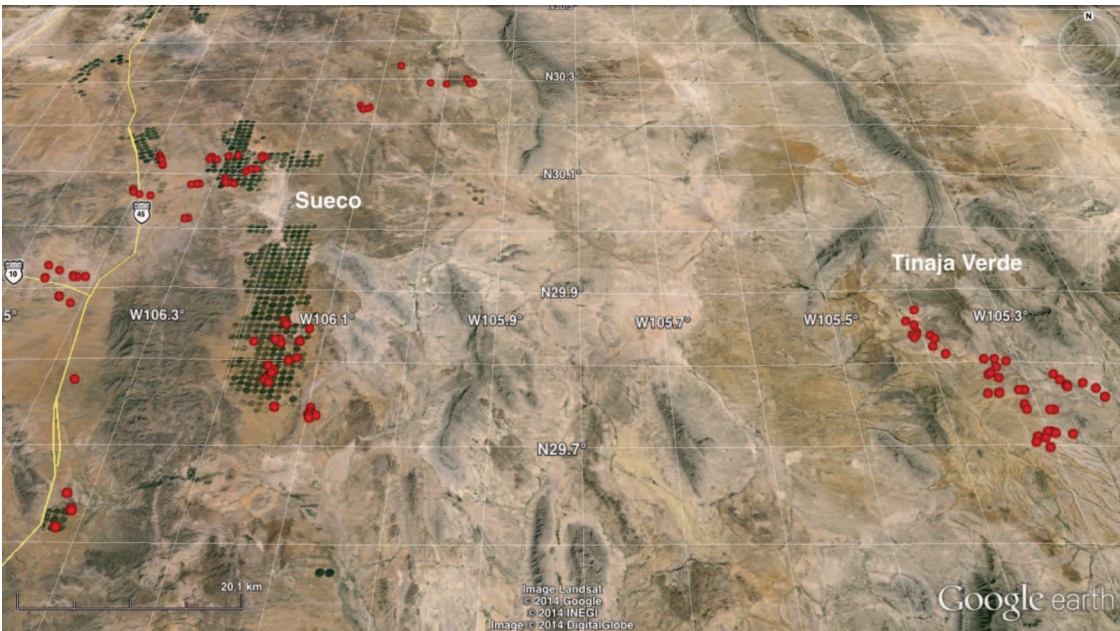 N30.3°
N
N30.1°
Sueco
45
Tinaja Verde
10
N29.9°
5°
W106.3°
W106.1°
W105.9°
W105.7°
W105.5°
W105.3°
N29.7°
20.1 km
Image Landsat
© 2014 Google
© 2014 INEGI
Image © 2014 DigitalGlobe
Google earth